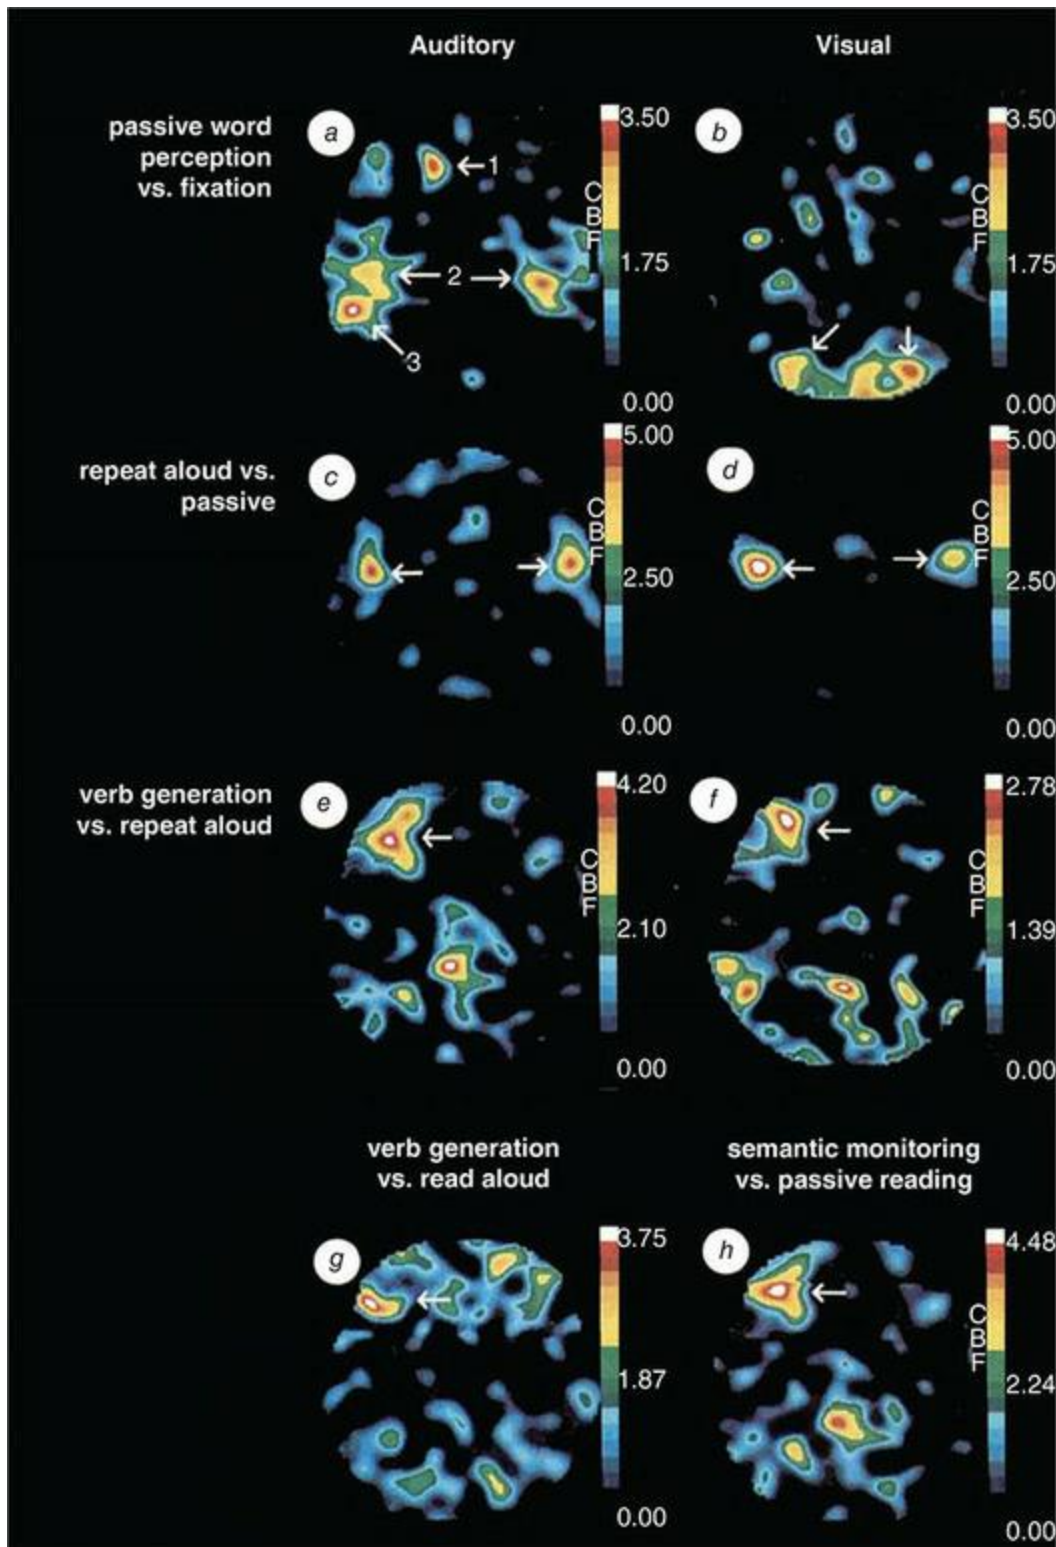 Auditory
Visual
passive word
perception
vs. fixation
a
1
2
3
3.50
C
B
F
1.75
0.00
b
3.50
C
B
F
1.75
0.00
repeat aloud vs.
passive
c
5.00
C
B
F
2.50
0.00
d
5.00
C
B
F
2.50
0.00
verb generation
vs. repeat aloud
e
4.20
C
B
F
2.10
0.00
f
2.78
C
B
F
1.39
0.00
verb generation
vs. read aloud
semantic monitoring
vs. passive reading
g
3.75
1.87
0.00
h
4.48
C
B
F
2.24
0.00